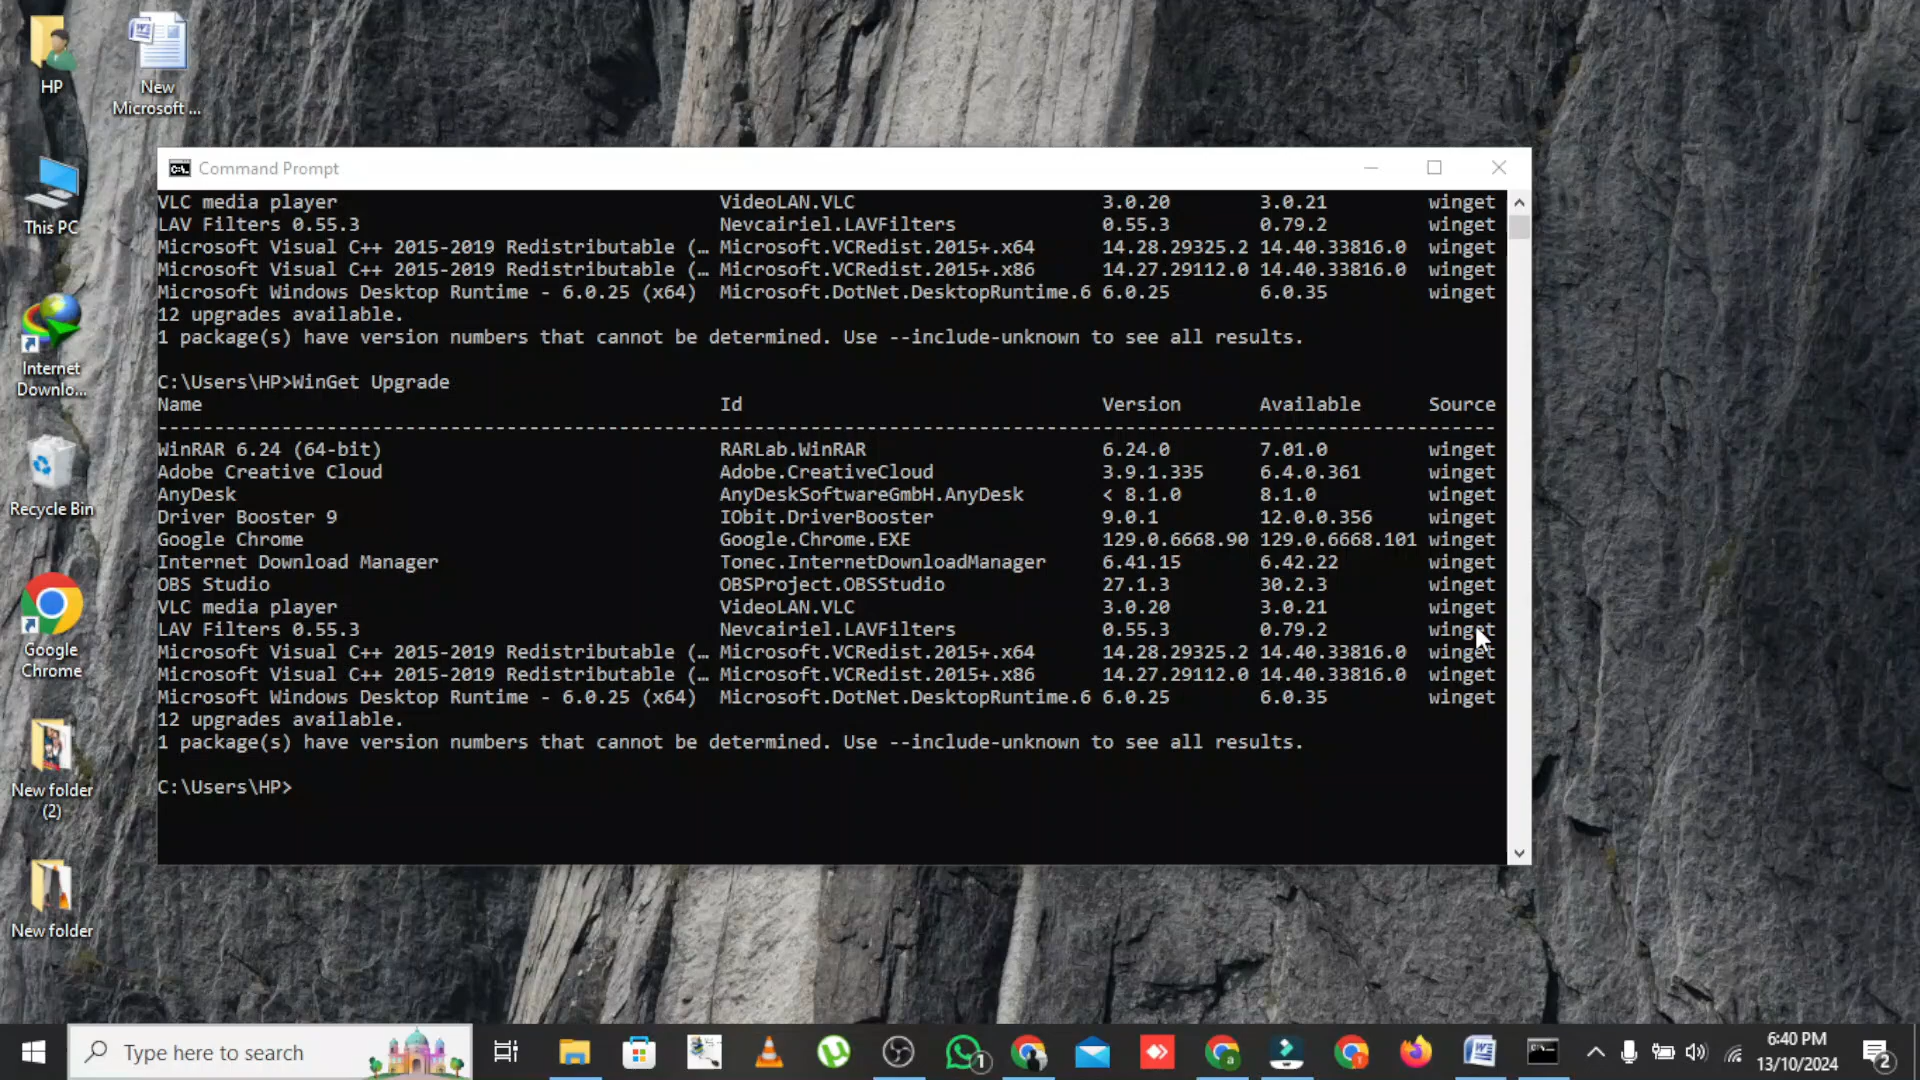 HP
New
Microsoft ...
This PC
Internet
Downlo...
Recycle Bin
Google
Chrome
New folder
(2)
New folder
Command Prompt
VLC media player VideoLAN.VLC 3.0.20 3.0.21 winget
LAV Filters 0.55.3 Nevcairiel.LAVFilters 0.55.3 0.79.2 winget
Microsoft Visual C++ 2015-2019 Redistributable (… Microsoft.VCRedist.2015+.x64 14.28.29325.2 14.40.33816.0 winget
Microsoft Visual C++ 2015-2019 Redistributable (… Microsoft.VCRedist.2015+.x86 14.27.29112.0 14.40.33816.0 winget
Microsoft Windows Desktop Runtime - 6.0.25 (x64) Microsoft.DotNet.DesktopRuntime.6 6.0.25 6.0.35 winget
12 upgrades available.
1 package(s) have version numbers that cannot be determined. Use --include-unknown to see all results.
C:\Users\HP>WinGet Upgrade
Name Id Version Available Source
-----------------------------------------------------------------------------------------------------------------------
WinRAR 6.24 (64-bit) RARLab.WinRAR 6.24.0 7.01.0 winget
Adobe Creative Cloud Adobe.CreativeCloud 3.9.1.335 6.4.0.361 winget
AnyDesk AnyDeskSoftwareGmbH.AnyDesk < 8.1.0 8.1.0 winget
Driver Booster 9 IObit.DriverBooster 9.0.1 12.0.0.356 winget
Google Chrome Google.Chrome.EXE 129.0.6668.90 129.0.6668.101 winget
Internet Download Manager Tonec.InternetDownloadManager 6.41.15 6.42.22 winget
OBS Studio OBSProject.OBSStudio 27.1.3 30.2.3 winget
VLC media player VideoLAN.VLC 3.0.20 3.0.21 winget
LAV Filters 0.55.3 Nevcairiel.LAVFilters 0.55.3 0.79.2 winget
Microsoft Visual C++ 2015-2019 Redistributable (… Microsoft.VCRedist.2015+.x64 14.28.29325.2 14.40.33816.0 winget
Microsoft Visual C++ 2015-2019 Redistributable (… Microsoft.VCRedist.2015+.x86 14.27.29112.0 14.40.33816.0 winget
Microsoft Windows Desktop Runtime - 6.0.25 (x64) Microsoft.DotNet.DesktopRuntime.6 6.0.25 6.0.35 winget
12 upgrades available.
1 package(s) have version numbers that cannot be determined. Use --include-unknown to see all results.
C:\Users\HP>
Type here to search
1
6:40 PM
13/10/2024
2